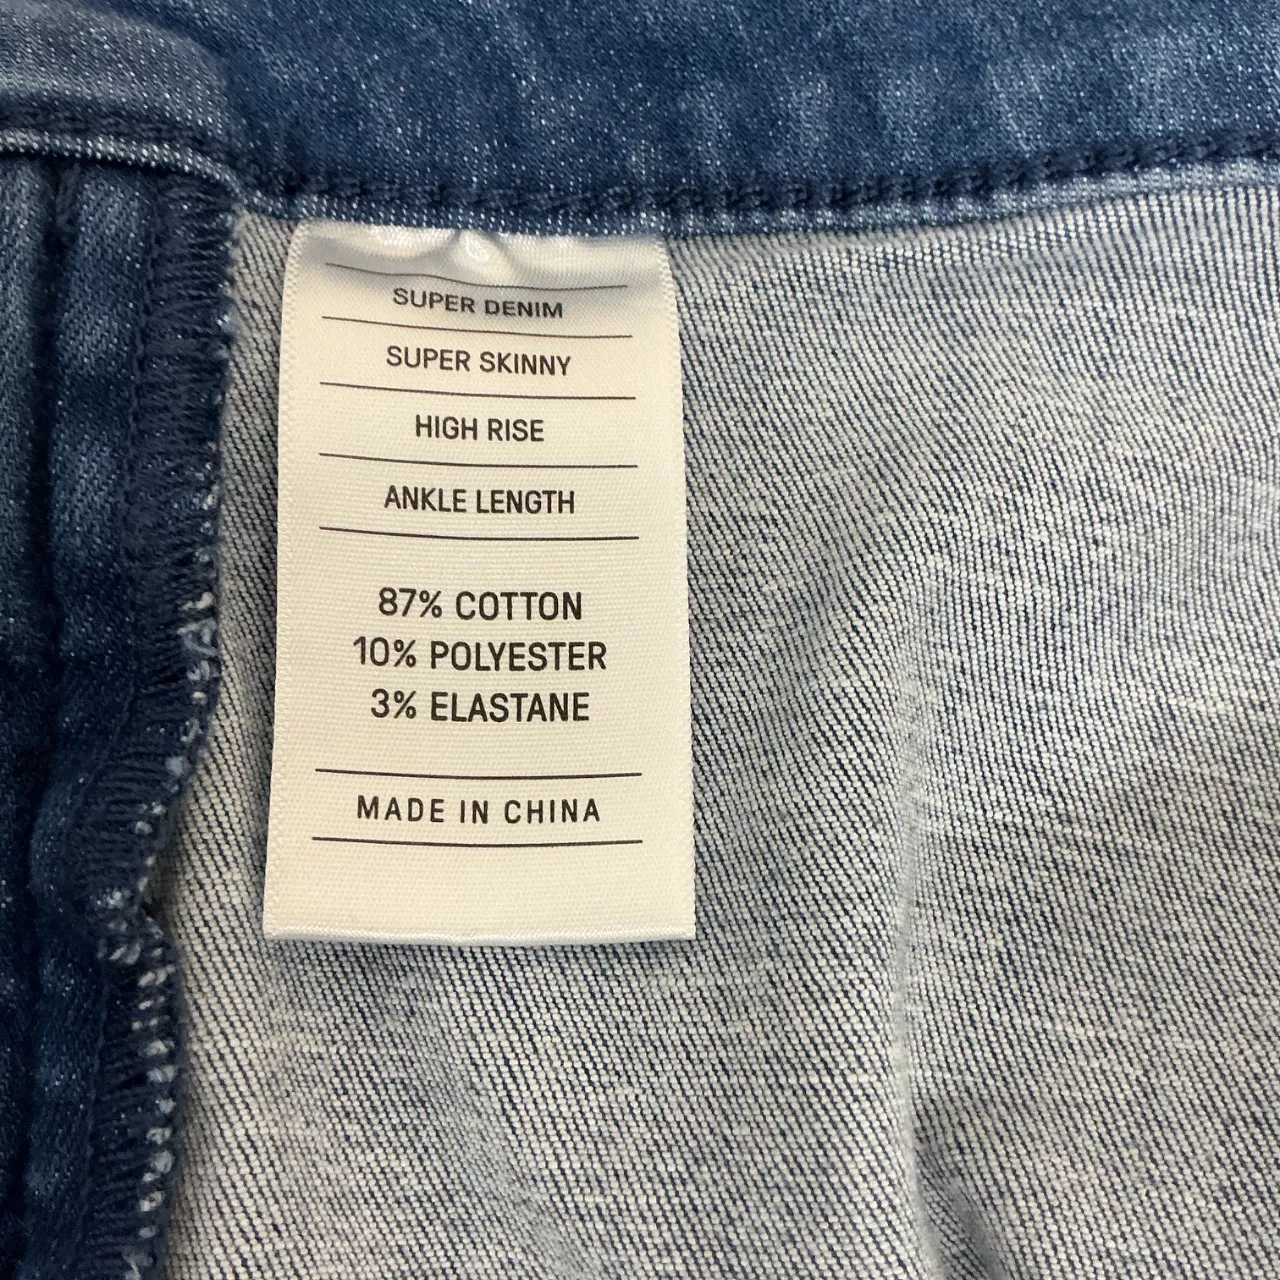 SUPER DENIM
SUPER SKINNY
HIGH RISE
ANKLE LENGTH
87% COTTON
10% POLYESTER
3% ELASTANE
MADE IN CHINA